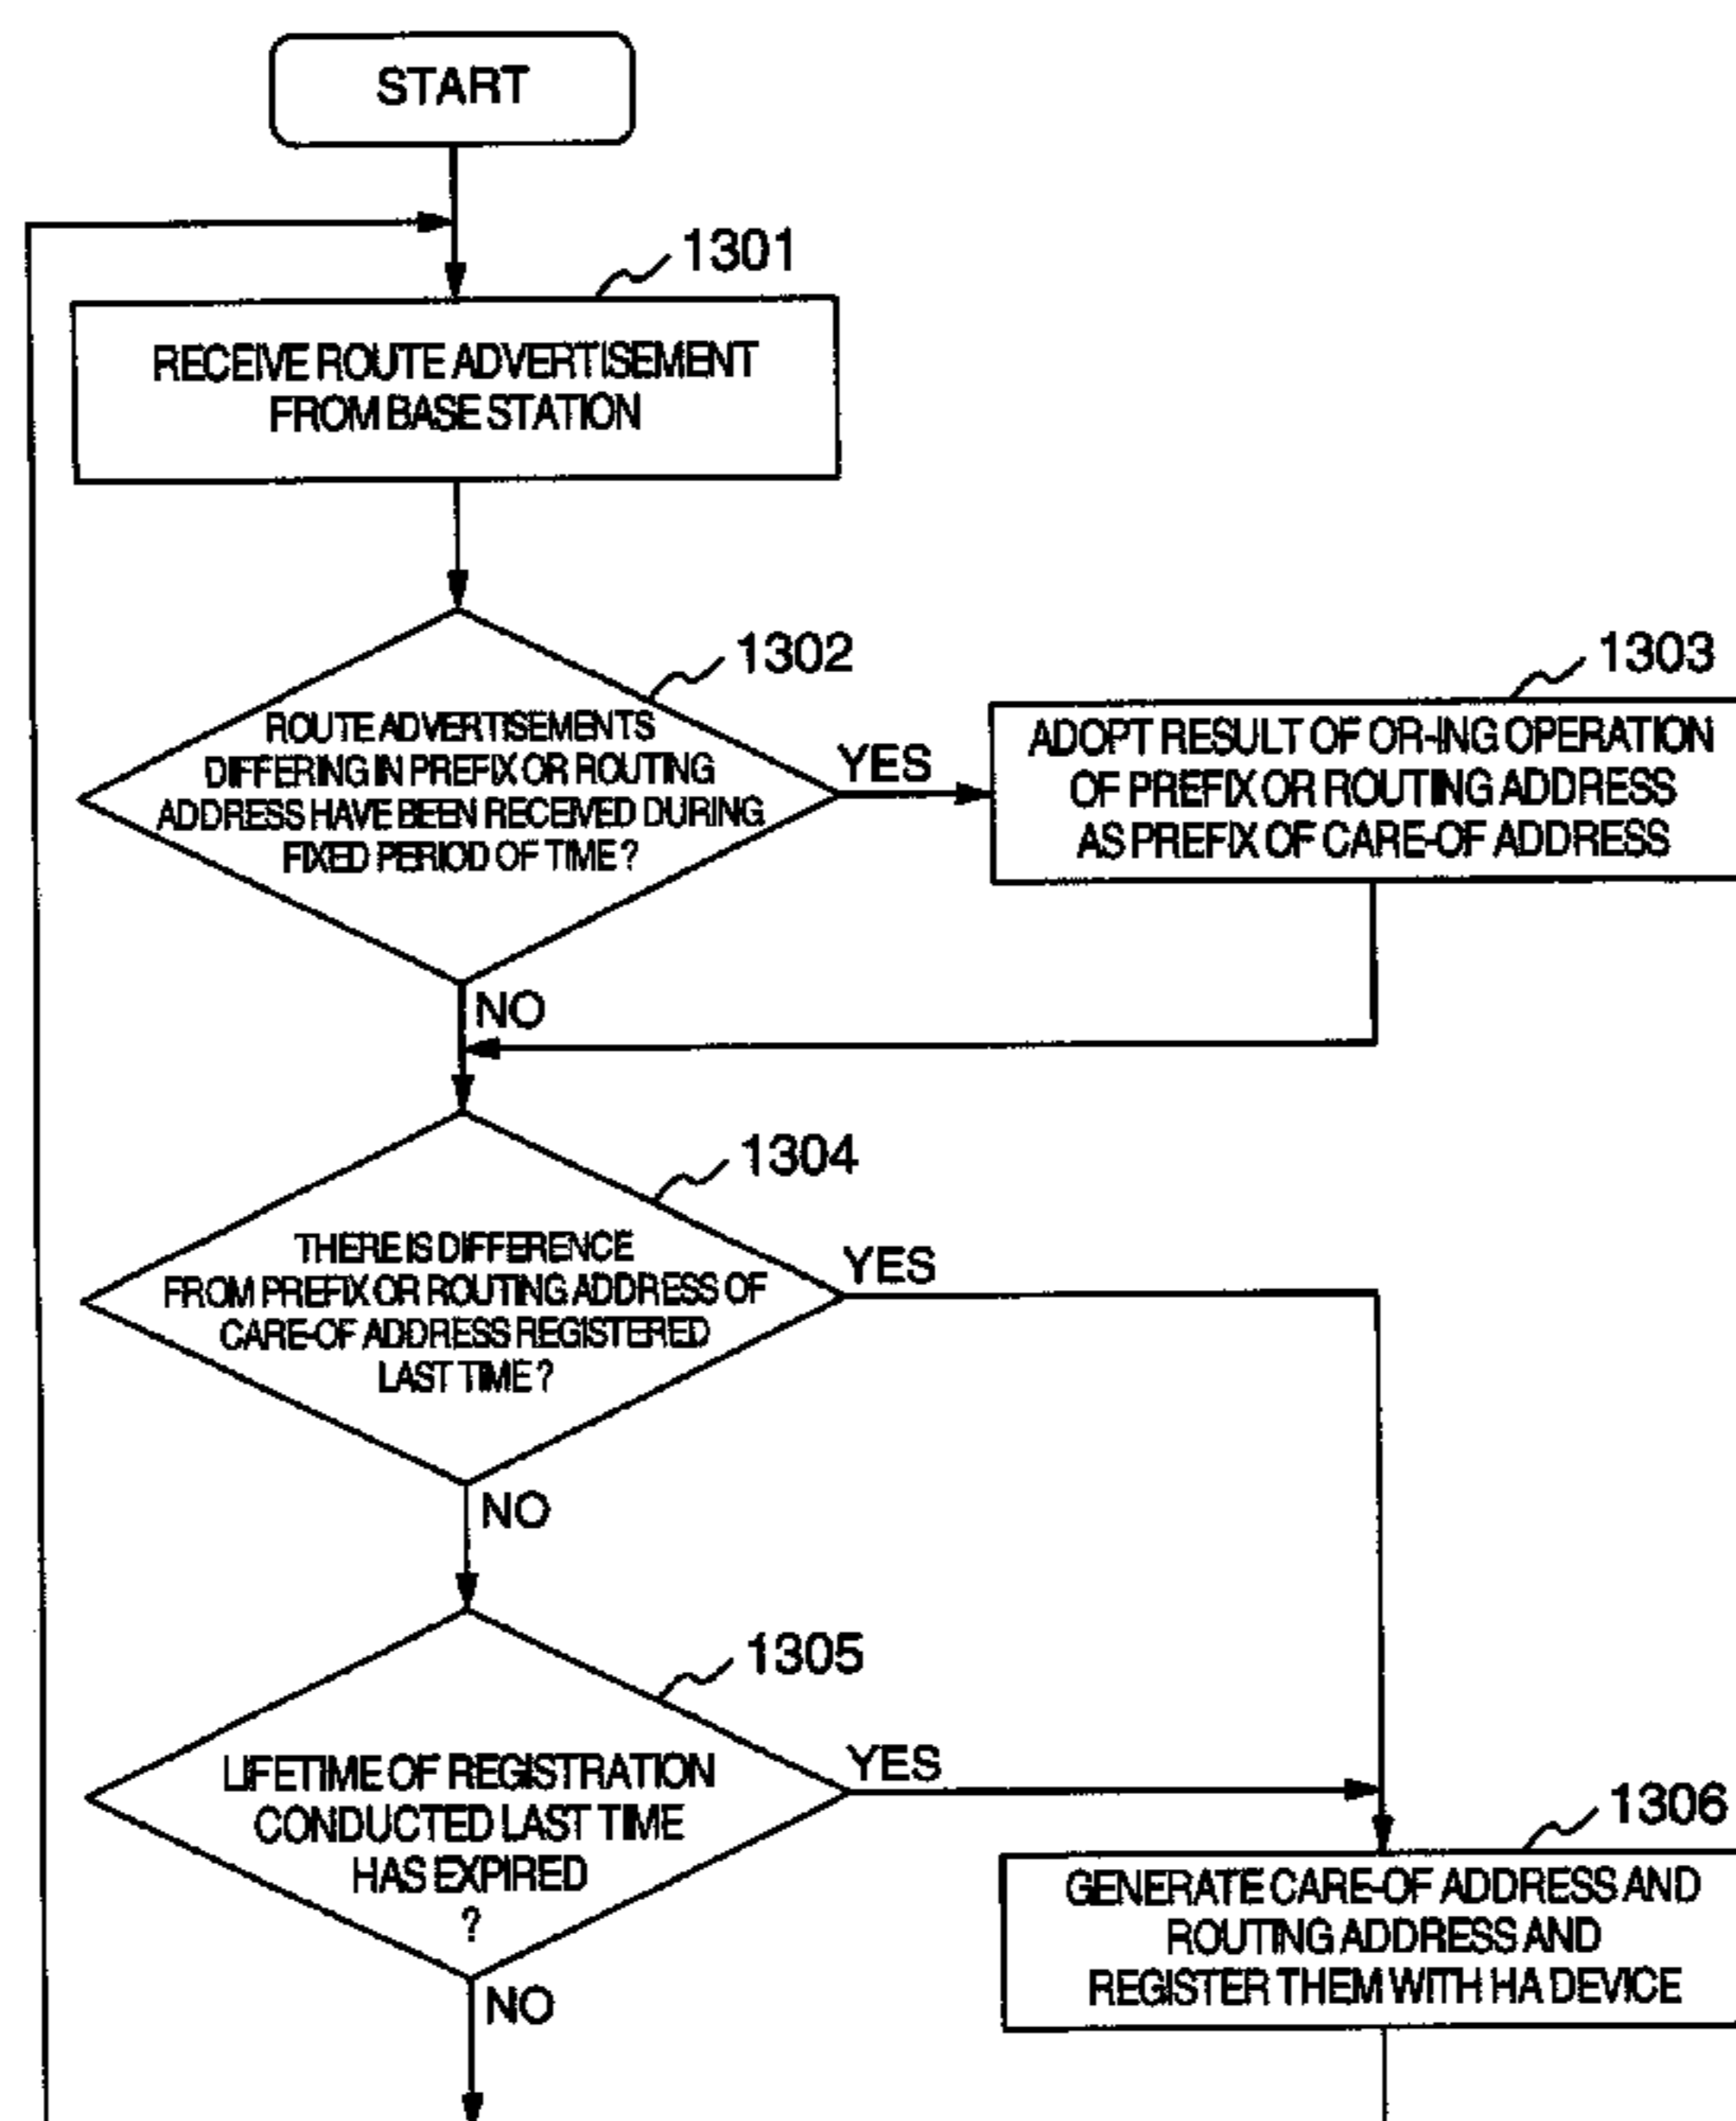 START
1301
RECEIVE ROUTE ADVERTISEMENT
FROM BASE STATION
1302
ROUTE ADVERTISEMENTS
DIFFERING IN PREFIX OR ROUTING
ADDRESS HAVE BEEN RECEIVED DURING
FIXED PERIOD OF TIME?
YES
NO
1303
ADOPT RESULT OF OR-ING OPERATION
OF PREFIX OR ROUTING ADDRESS
AS PREFIX OF CARE-OF ADDRESS
1304
THERE IS DIFFERENCE
FROM PREFIX OR ROUTING ADDRESS OF
CARE-OF ADDRESS REGISTERED
LAST TIME?
YES
NO
1305
LIFETIME OF REGISTRATION
CONDUCTED LAST TIME
HAS EXPIRED
?
YES
NO
1306
GENERATE CARE-OF ADDRESS AND
ROUTING ADDRESS AND
REGISTER THEM WITH HA DEVICE